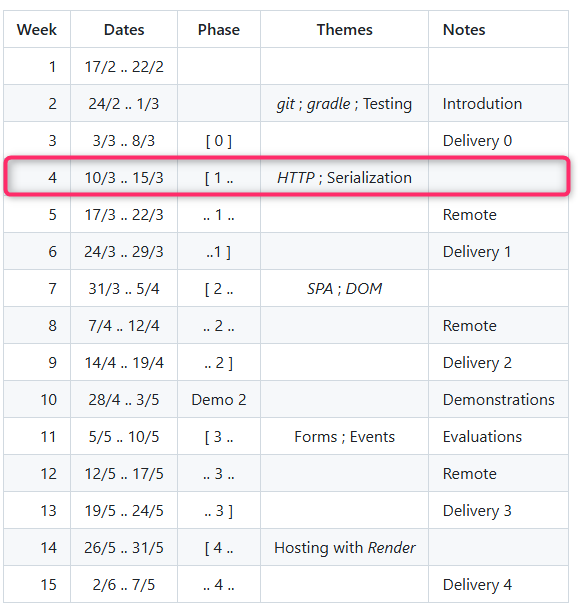 Week Dates Phase Themes Notes
1 17/2 .. 22/2
2 24/2 .. 1/3 git ; gradle ; Testing Introdution
3 3/3 .. 8/3 [ 0 ] Delivery 0
4 10/3 .. 15/3 [ 1 .. HTTP ; Serialization
5 17/3 .. 22/3 .. 1 .. Remote
6 24/3 .. 29/3 ..1 ] Delivery 1
7 31/3 .. 5/4 [ 2 .. SPA ; DOM
8 7/4 .. 12/4 .. 2 .. Remote
9 14/4 .. 19/4 .. 2 ] Delivery 2
10 28/4 .. 3/5 Demo 2 Demonstrations
11 5/5 .. 10/5 [ 3 .. Forms ; Events Evaluations
12 12/5 .. 17/5 .. 3 .. Remote
13 19/5 .. 24/5 .. 3 ] Delivery 3
14 26/5 .. 31/5 [ 4 .. Hosting with Render
15 2/6 .. 7/5 .. 4 .. Delivery 4